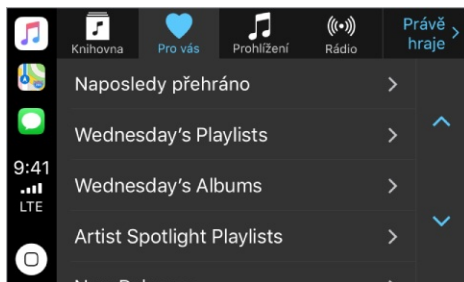 Knihovna
Pro vás
Prohlížení
Rádio
Právě
hraje
Naposledy přehráno
Wednesday's Playlists
9:41
Wednesday's Albums
LTE
Artist Spotlight Playlists